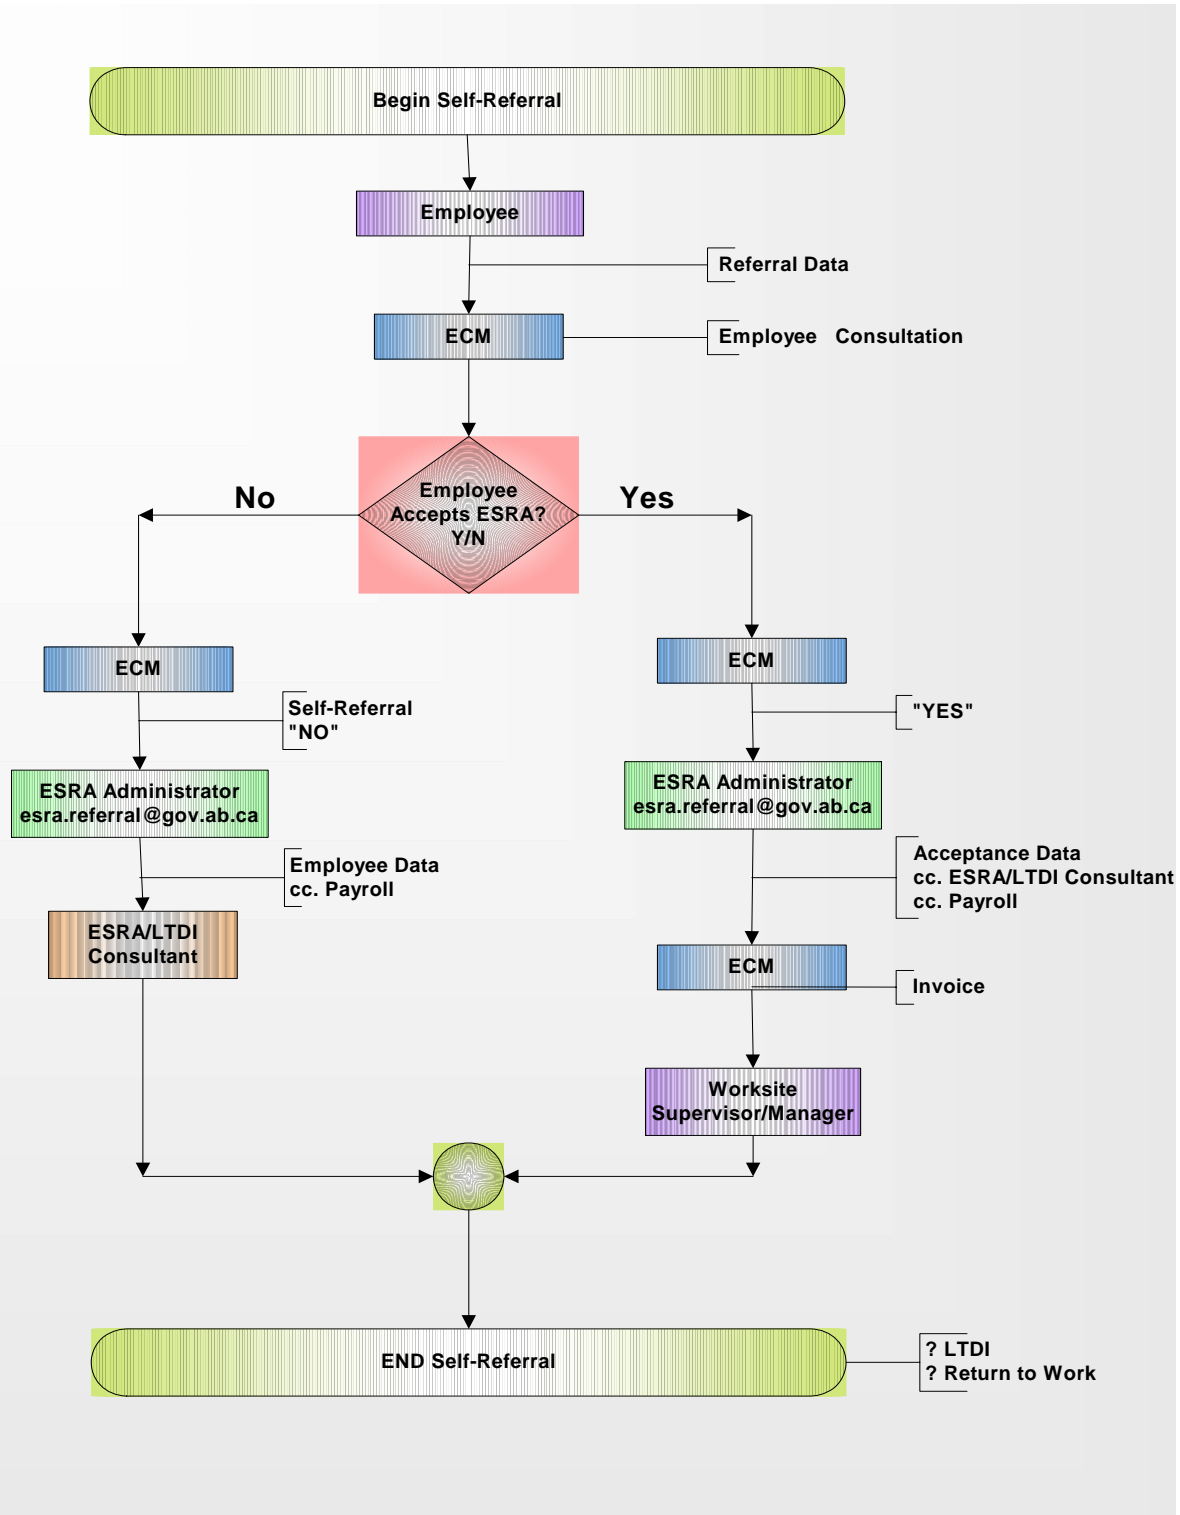 Begin Self-Referral
Employee
Referral Data
ECM
Employee Consultation
No
Employee
Accepts ESRA?
Y/N
Yes
ECM
Self-Referral
"NO"
ESRA Administrator
esra.referral@gov.ab.ca
Employee Data
cc. Payroll
ESRA/LTDI
Consultant
ECM
"YES"
ESRA Administrator
esra.referral@gov.ab.ca
Acceptance Data
cc. ESRA/LTDI Consultant
cc. Payroll
ECM
Invoice
Worksite
Supervisor/Manager
END Self-Referral
? LTDI
? Return to Work